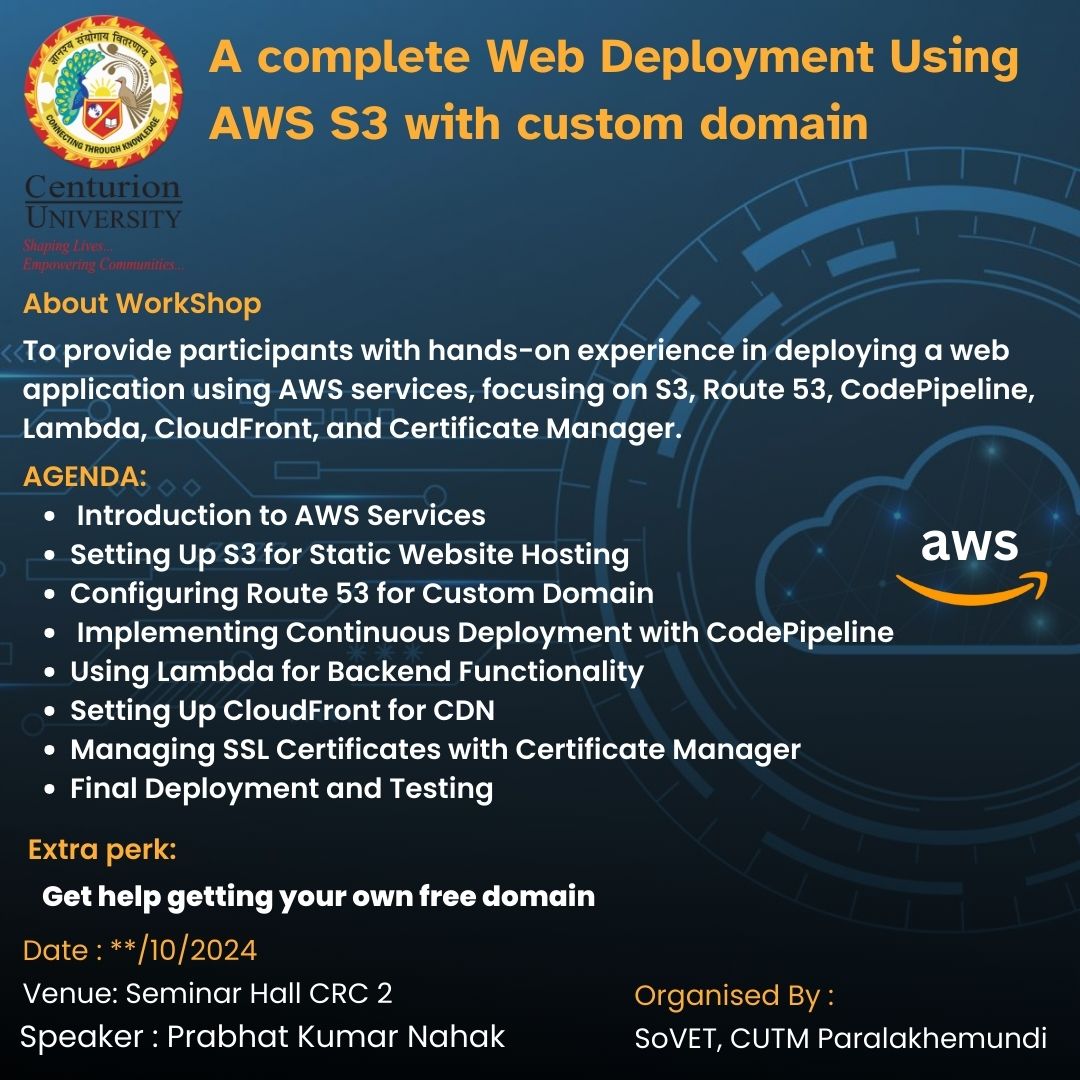 ज्ञानस्य संयोगाय वितरणाय च
CONNECTING THROUGH KNOWLEDGE
Centurion
UNIVERSITY
Shaping Lives...
Empowering Communities...
A complete Web Deployment Using
AWS S3 with custom domain
About WorkShop
To provide participants with hands-on experience in deploying a web
application using AWS services, focusing on S3, Route 53, CodePipeline,
Lambda, CloudFront, and Certificate Manager.
AGENDA:
• Introduction to AWS Services
• Setting Up S3 for Static Website Hosting
• Configuring Route 53 for Custom Domain
• Implementing Continuous Deployment with CodePipeline
• Using Lambda for Backend Functionality
• Setting Up CloudFront for CDN
• Managing SSL Certificates with Certificate Manager
• Final Deployment and Testing
aws
Extra perk:
Get help getting your own free domain
Date : **/10/2024
Venue: Seminar Hall CRC 2
Speaker : Prabhat Kumar Nahak
Organised By :
SoVET, CUTM Paralakhemundi